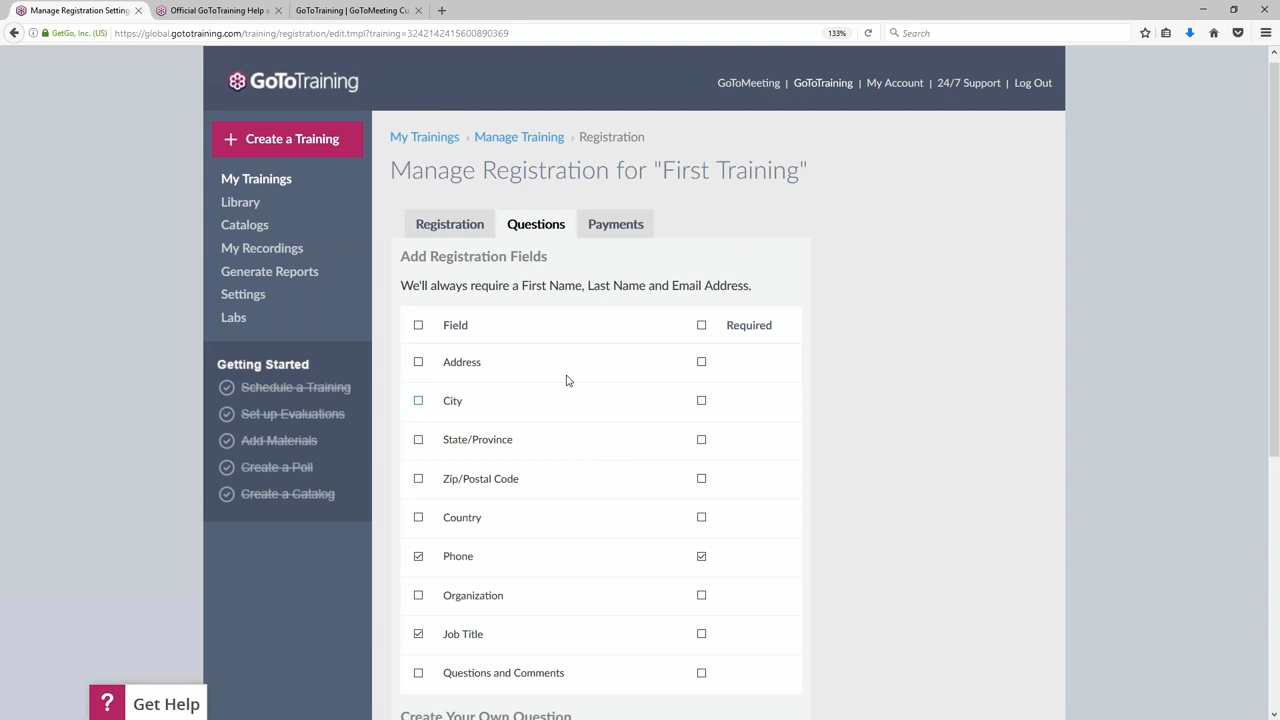 Manage Registration Setting
Official GoToTraining Help a
GoToTraining | GoToMeeting Cu
GetGo, Inc. (US)
https://global.gototraining.com/training/registration/edit.tmpl?training=3242142415600890369
133%
Search
GoToTraining
GoToMeeting | GoToTraining | My Account | 24/7 Support | Log Out
+ Create a Training
My Trainings
Library
Catalogs
My Recordings
Generate Reports
Settings
Labs
Getting Started
Schedule a Training
Set up Evaluations
Add Materials
Create a Poll
Create a Catalog
My Trainings › Manage Training › Registration
Manage Registration for "First Training"
Registration Questions Payments
Add Registration Fields
We'll always require a First Name, Last Name and Email Address.
Field Required
Address
City
State/Province
Zip/Postal Code
Country
Phone
Organization
Job Title
Questions and Comments
Create Your Own Question
? Get Help